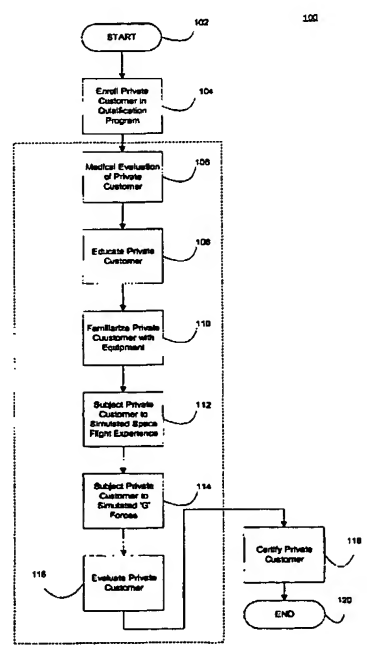 100
START
102
Enroll Private
Customer in
Qualification
Program
104
Medical Evaluation
of Private
Customer
106
Educate Private
Customer
108
Familiarize Private
Cuustomer with
Equipment
110
Subject Private
Customer to
Simulated Space
Flight Experience
112
Subject Private
Customer to
Simulated "G"
Forces
114
Evaluate Private
Customer
116
Certify Private
Customer
118
END
120